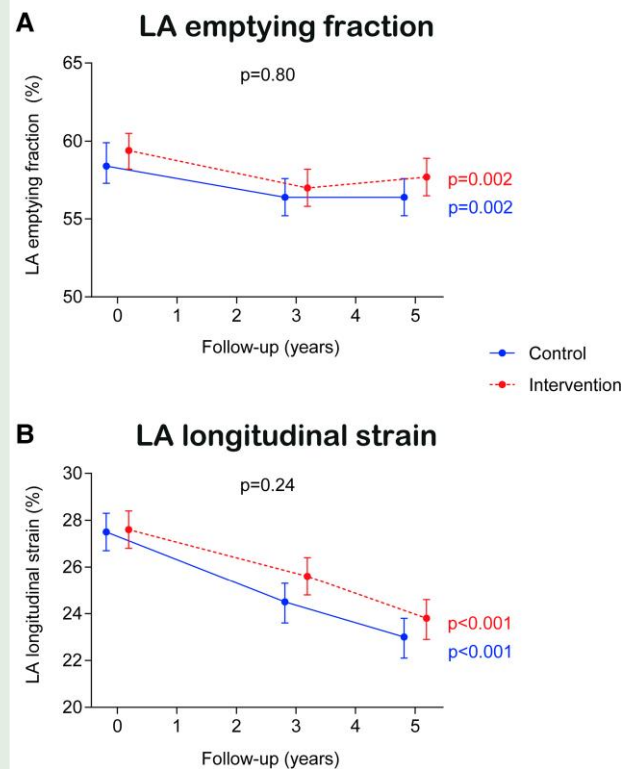 A LA emptying fraction
p=0.80
LA emptying fraction (%)
65
60
55
50
p=0.002
p=0.002
0 1 2 3 4 5
Follow-up (years)
Control
Intervention
B LA longitudinal strain
p=0.24
LA longitudinal strain (%)
30
28
26
24
22
20
p<0.001
p<0.001
0 1 2 3 4 5
Follow-up (years)